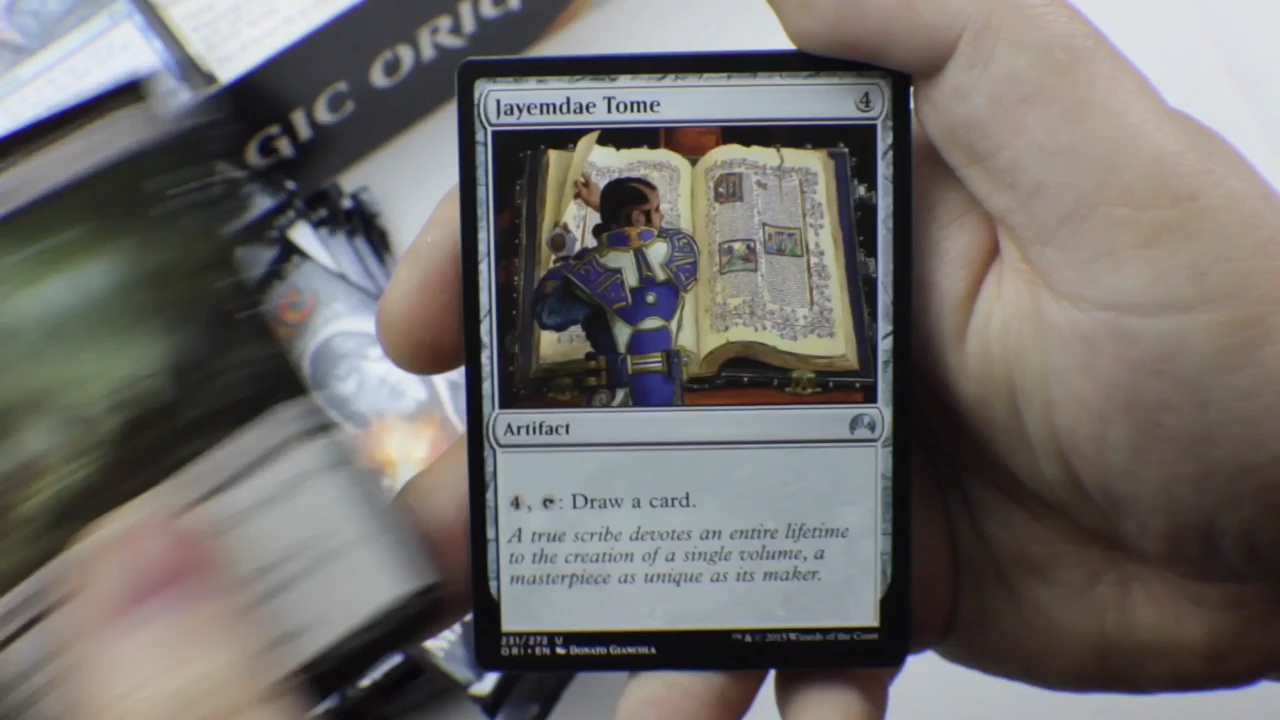 GIC ORIG
Jayemdae Tome 4
Artifact
4, T: Draw a card.
A true scribe devotes an entire lifetime
to the creation of a single volume, a
masterpiece as unique as its maker.
231/272 U
ORI • EN Donato Giancola
™ & © 2015 Wizards of the Coast